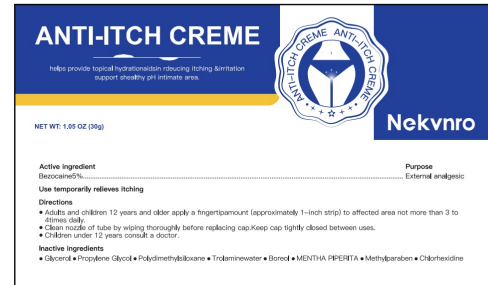 ANTI-ITCH CREME
helps provide topical hydrationaidsin rdeucing itching &irritation
support shealthy pH intimate area.
ANTI-ITCH CREME ANTI-ITCH CREME
NET WT: 1.05 OZ (30g)
Nekvnro
Active ingredient Purpose
Bezocaine5%........ External analgesic
Use temporarily relieves itching
Directions
• Adults and children 12 years and older apply a fingertipamount (approximately 1-inch strip) to affected area not more than 3 to
4times daily.
• Clean nozzle of tube by wiping thoroughly before replacing cap.Keep cap tightly closed between uses.
• Children under 12 years consult a doctor.
Inactive ingredients
• Glycerol • Propylene Glycol • Polydimethylsiloxane • Trolaminewater • Boreol • MENTHA PIPERITA • Methylparaben • Chlorhexidine